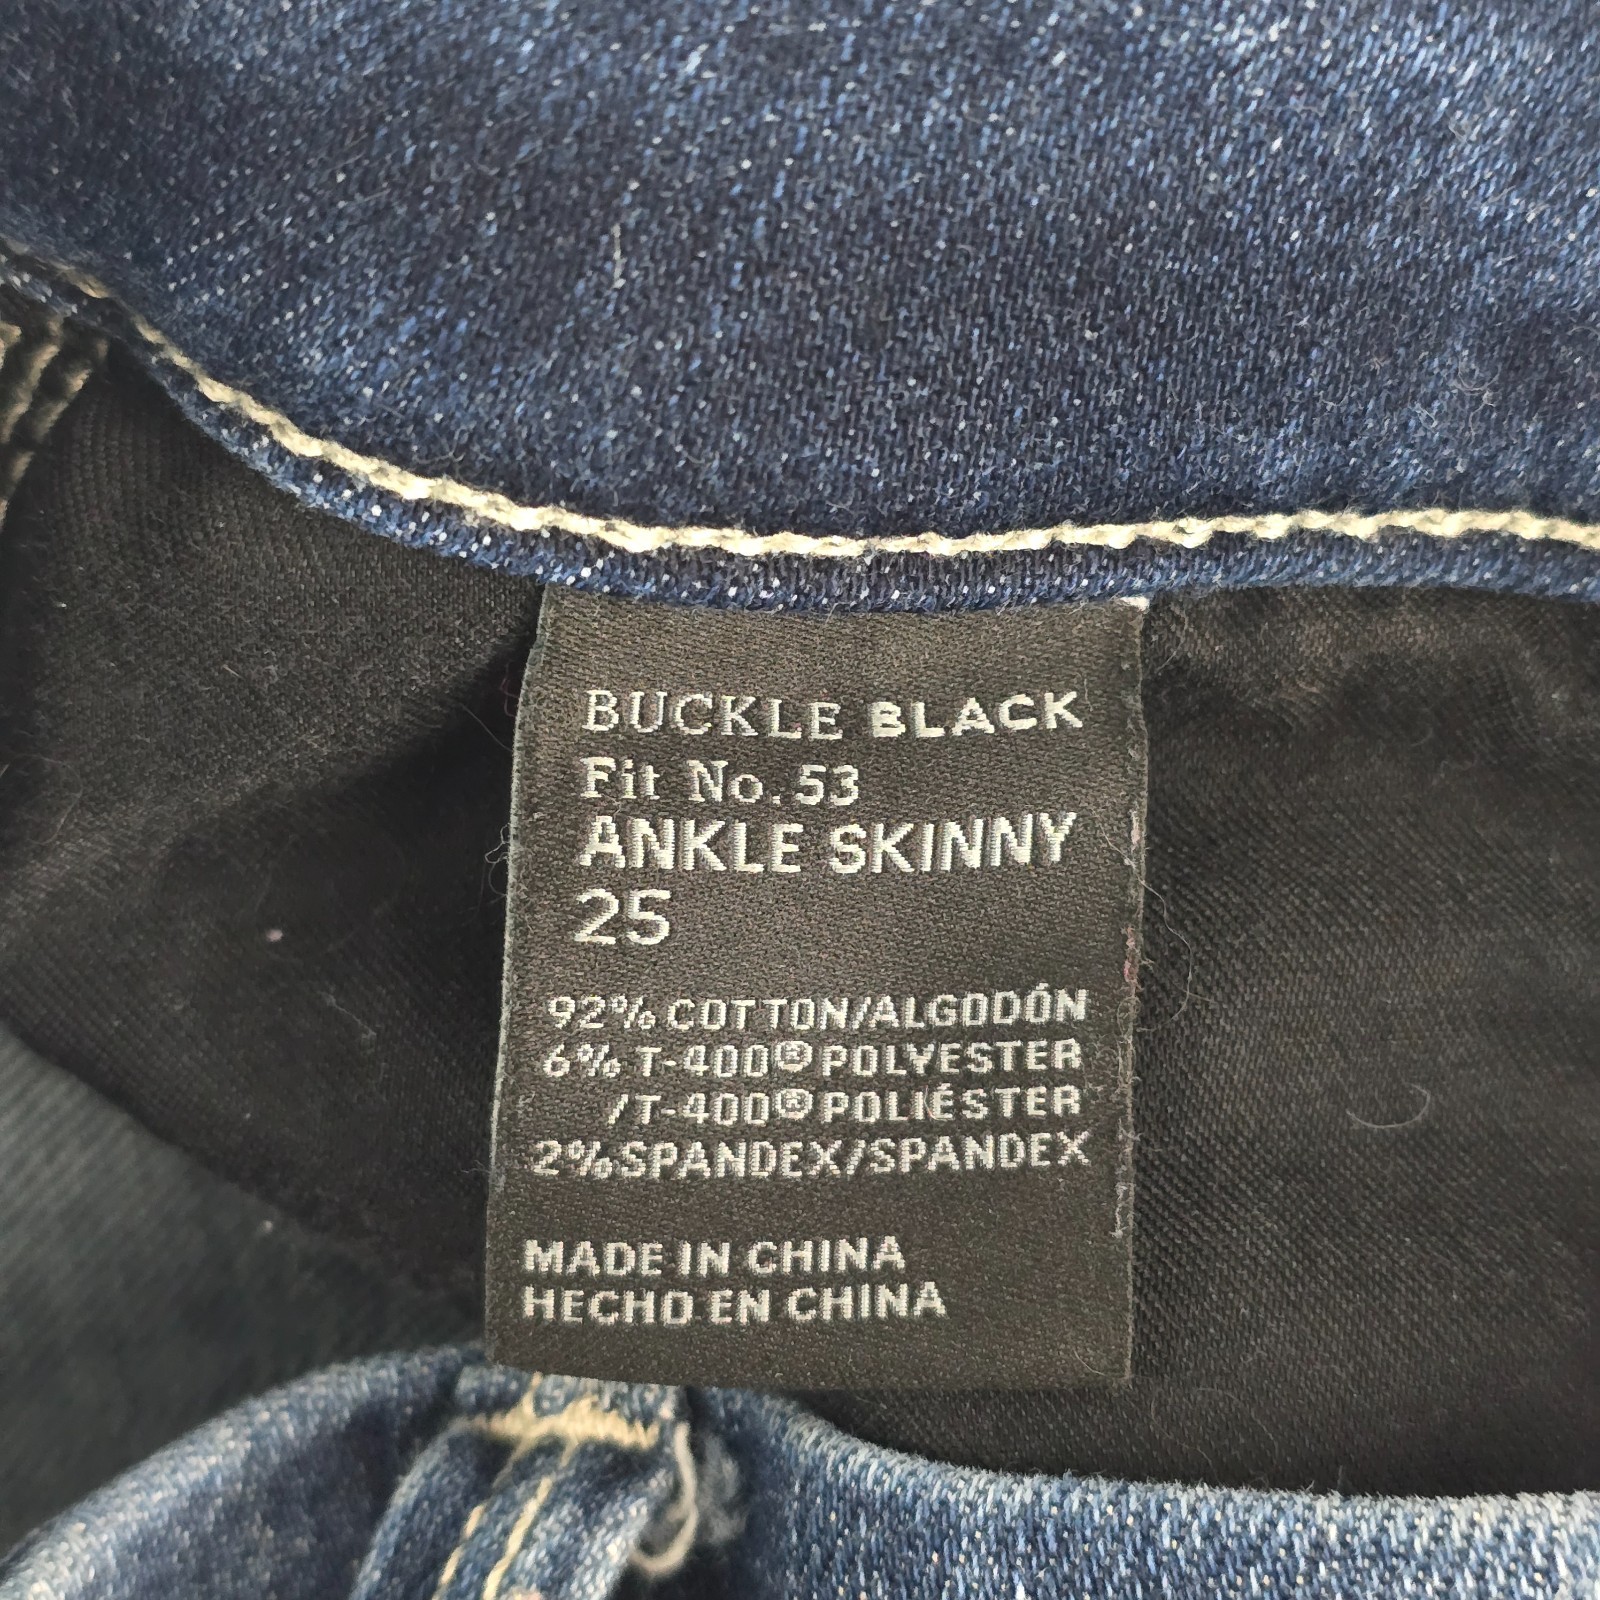 BUCKLE BLACK
Fit No. 53
ANKLE SKINNY
25
92% COTTON/ALGODÓN
6% T-400® POLYESTER
/T-400® POLIÉSTER
2% SPANDEX/SPANDEX
MADE IN CHINA
HECHO EN CHINA